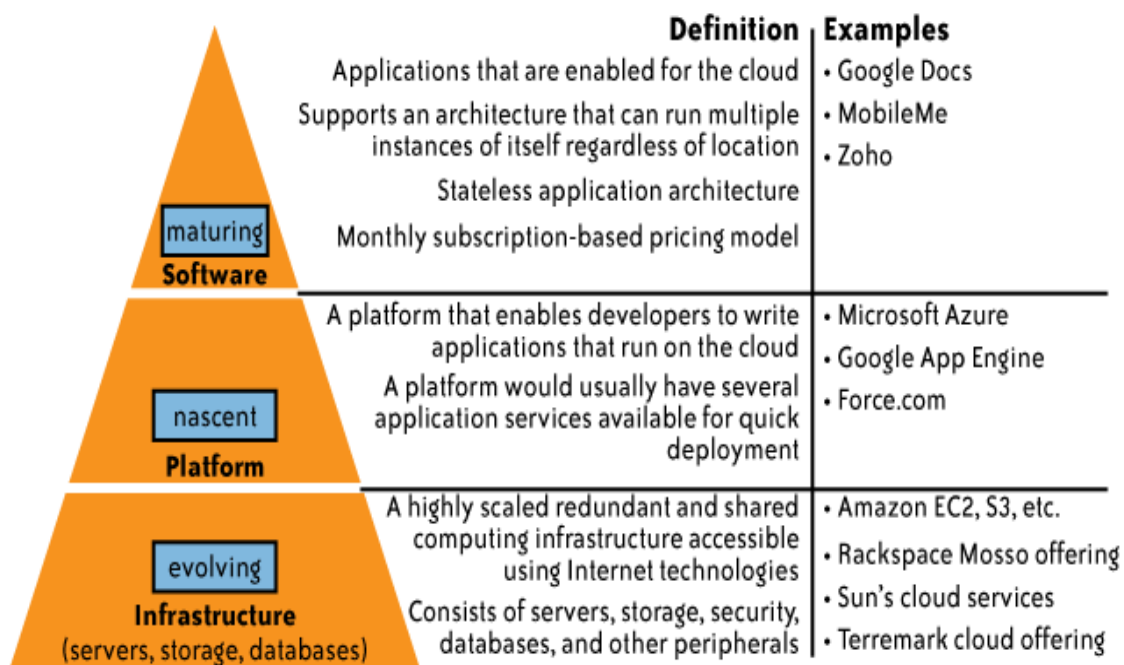 Definition
Examples
Applications that are enabled for the cloud
Supports an architecture that can run multiple
instances of itself regardless of location
Stateless application architecture
Monthly subscription-based pricing model
• Google Docs
• MobileMe
• Zoho
maturing
Software
A platform that enables developers to write
applications that run on the cloud
A platform would usually have several
application services available for quick
deployment
• Microsoft Azure
• Google App Engine
• Force.com
nascent
Platform
A highly scaled redundant and shared
computing infrastructure accessible
using Internet technologies
Consists of servers, storage, security,
databases, and other peripherals
• Amazon EC2, S3, etc.
• Rackspace Mosso offering
• Sun's cloud services
• Terremark cloud offering
evolving
Infrastructure
(servers, storage, databases)